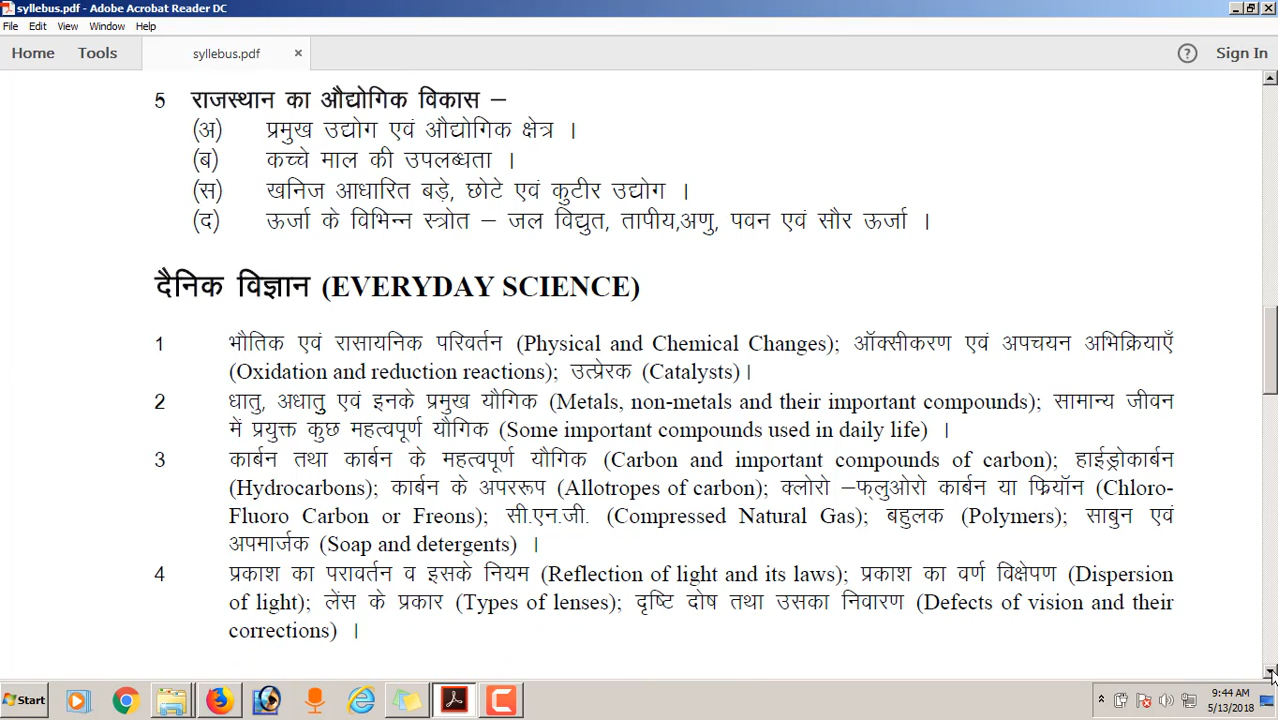 syllebus.pdf - Adobe Acrobat Reader DC
File Edit View Window Help
Home Tools syllebus.pdf × ? Sign In
5 राजस्थान का औद्योगिक विकास –
(अ) प्रमुख उद्योग एवं औद्योगिक क्षेत्र ।
(ब) कच्चे माल की उपलब्धता ।
(स) खनिज आधारित बड़े, छोटे एवं कुटीर उद्योग ।
(द) ऊर्जा के विभिन्न स्त्रोत – जल विद्युत, तापीय,अणु, पवन एवं सौर ऊर्जा ।
दैनिक विज्ञान (EVERYDAY SCIENCE)
1 भौतिक एवं रासायनिक परिवर्तन (Physical and Chemical Changes); ऑक्सीकरण एवं अपचयन अभिक्रियाएँ
(Oxidation and reduction reactions); उत्प्रेरक (Catalysts)।
2 धातु, अधातु एवं इनके प्रमुख यौगिक (Metals, non-metals and their important compounds); सामान्य जीवन
में प्रयुक्त कुछ महत्वपूर्ण यौगिक (Some important compounds used in daily life) ।
3 कार्बन तथा कार्बन के महत्वपूर्ण यौगिक (Carbon and important compounds of carbon); हाईड्रोकार्बन
(Hydrocarbons); कार्बन के अपररूप (Allotropes of carbon); क्लोरो –फ्लुओरो कार्बन या फ्रियॉन (Chloro-
Fluoro Carbon or Freons); सी.एन.जी. (Compressed Natural Gas); बहुलक (Polymers); साबुन एवं
अपमार्जक (Soap and detergents) ।
4 प्रकाश का परावर्तन व इसके नियम (Reflection of light and its laws); प्रकाश का वर्ण विक्षेपण (Dispersion
of light); लेंस के प्रकार (Types of lenses); दृष्टि दोष तथा उसका निवारण (Defects of vision and their
corrections) ।
Start 9:44 AM
5/13/2018